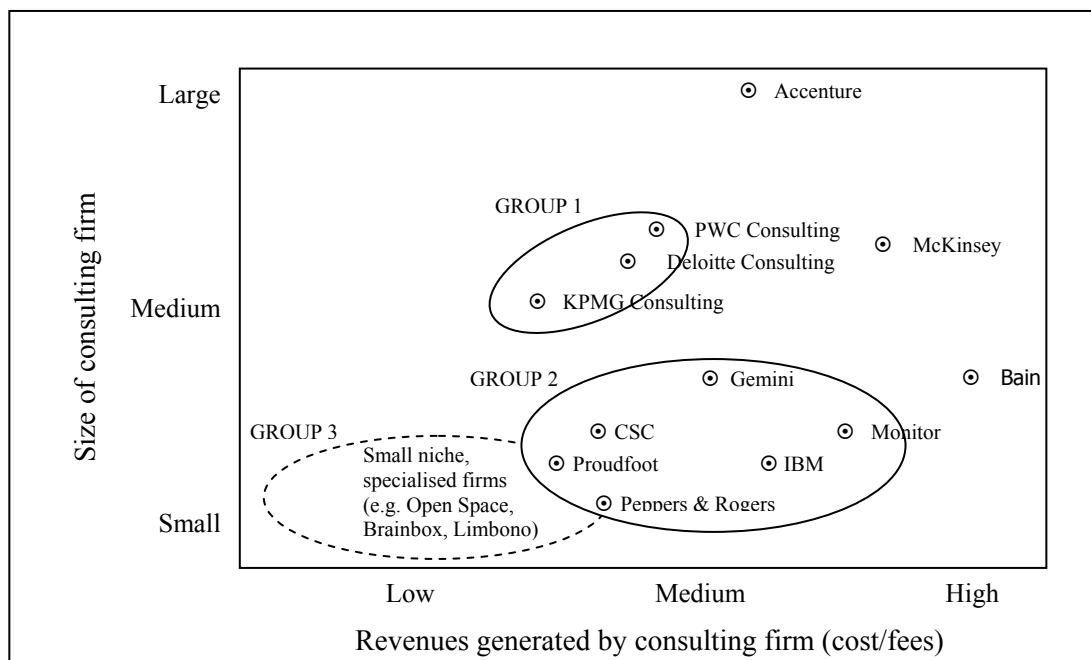 Large
Accenture
GROUP 1
PWC Consulting
McKinsey
Deloitte Consulting
Size of consulting firm
Medium
KPMG Consulting
GROUP 2
Gemini
Bain
GROUP 3
CSC
Monitor
Small niche,
specialised firms
(e.g. Open Space,
Brainbox, Limbono)
Proudfoot
IBM
Peppers & Rogers
Small
Low
Medium
High
Revenues generated by consulting firm (cost/fees)